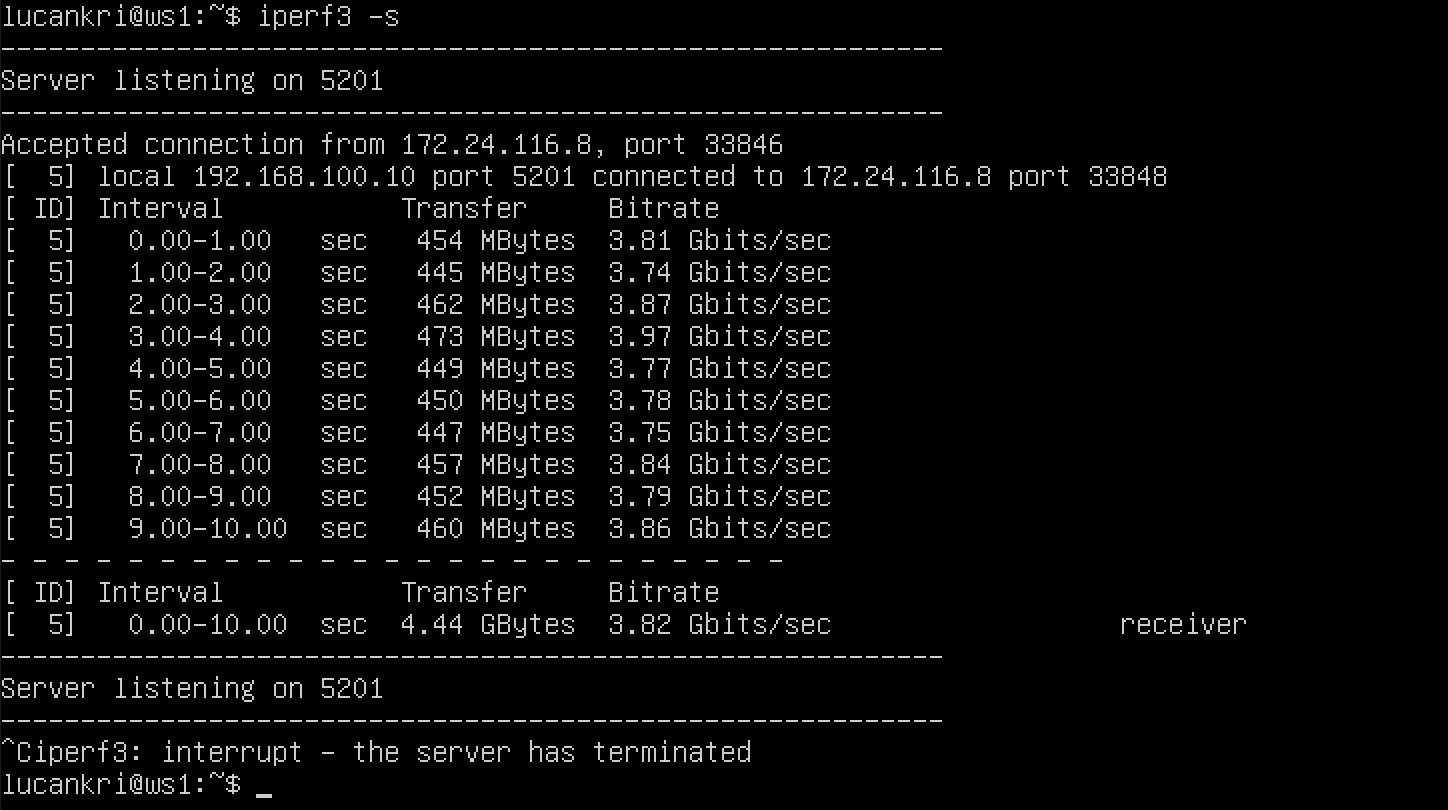 lucankri@ws1:~$ iperf3 -s
-----------------------------------------------------------
Server listening on 5201
-----------------------------------------------------------
Accepted connection from 172.24.116.8, port 33846
[  5] local 192.168.100.10 port 5201 connected to 172.24.116.8 port 33848
[ ID] Interval           Transfer     Bitrate
[  5]   0.00-1.00   sec   454 MBytes  3.81 Gbits/sec
[  5]   1.00-2.00   sec   445 MBytes  3.74 Gbits/sec
[  5]   2.00-3.00   sec   462 MBytes  3.87 Gbits/sec
[  5]   3.00-4.00   sec   473 MBytes  3.97 Gbits/sec
[  5]   4.00-5.00   sec   449 MBytes  3.77 Gbits/sec
[  5]   5.00-6.00   sec   450 MBytes  3.78 Gbits/sec
[  5]   6.00-7.00   sec   447 MBytes  3.75 Gbits/sec
[  5]   7.00-8.00   sec   457 MBytes  3.84 Gbits/sec
[  5]   8.00-9.00   sec   452 MBytes  3.79 Gbits/sec
[  5]   9.00-10.00  sec   460 MBytes  3.86 Gbits/sec
- - - - - - - - - - - - - - - - - - - - - - - - -
[ ID] Interval           Transfer     Bitrate
[  5]   0.00-10.00  sec  4.44 GBytes  3.82 Gbits/sec                  receiver
-----------------------------------------------------------
Server listening on 5201
-----------------------------------------------------------
^Ciperf3: interrupt - the server has terminated
lucankri@ws1:~$ _